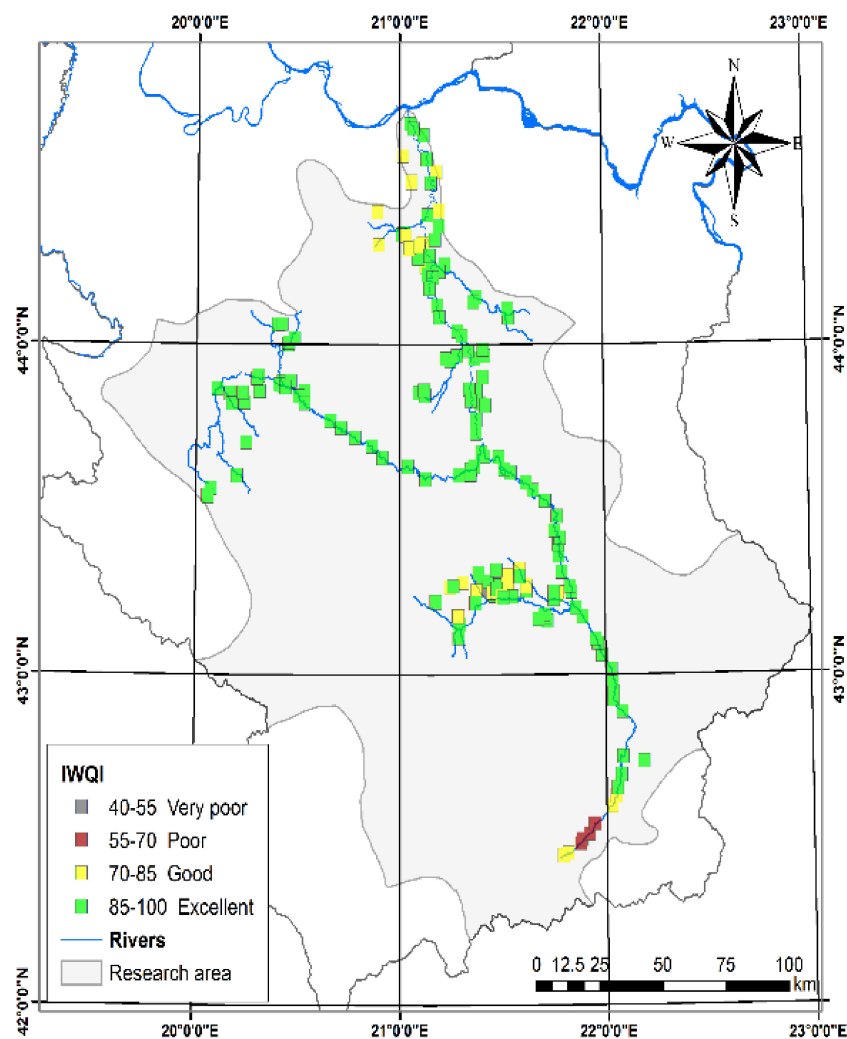 20°0'0"E 21°0'0"E 22°0'0"E 23°0'0"E
N
W E
S
44°0'0"N 44°0'0"N
43°0'0"N 43°0'0"N
IWQI
40-55 Very poor
55-70 Poor
70-85 Good
85-100 Excellent
Rivers
Research area
0 12.5 25 50 75 100
km
42°0'0"N 42°0'0"N
20°0'0"E 21°0'0"E 22°0'0"E 23°0'0"E